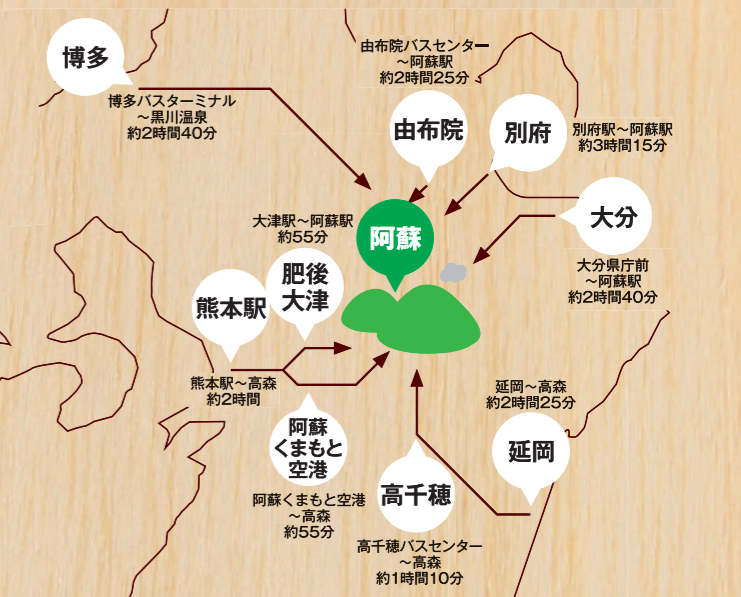 博多
博多バスターミナル
～黒川温泉
約2時間40分
由布院バスセンター
～阿蘇駅
約2時間25分
由布院
別府
別府駅～阿蘇駅
約3時間15分
大分
大分県庁前
～阿蘇駅
約2時間40分
阿蘇
大津駅～阿蘇駅
約55分
肥後
大津
熊本駅
熊本駅～高森
約2時間
阿蘇
くまもと
空港
阿蘇くまもと空港
～高森
約55分
高千穂
高千穂バスセンター
～高森
約1時間10分
延岡～高森
約2時間25分
延岡